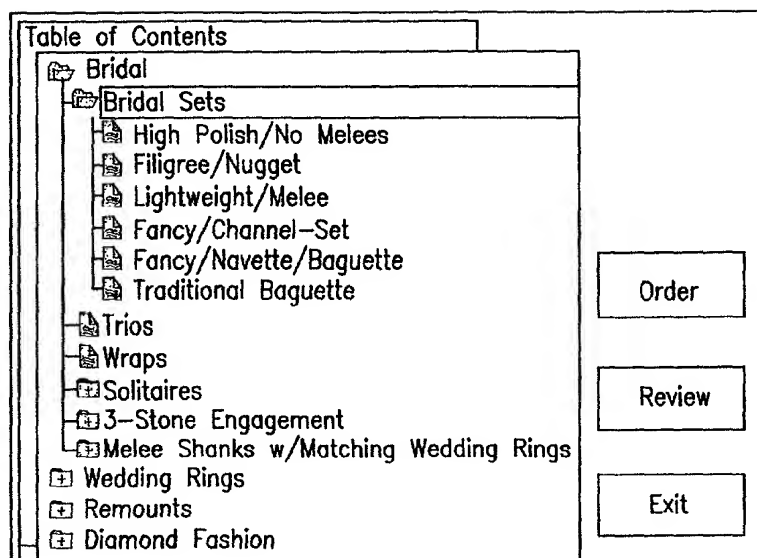 Table of Contents
Bridal
Bridal Sets
High Polish/No Melees
Filigree/Nugget
Lightweight/Melee
Fancy/Channel-Set
Fancy/Navette/Baguette
Traditional Baguette
Trios
Wraps
Solitaires
3-Stone Engagement
Melee Shanks w/Matching Wedding Rings
Wedding Rings
Remounts
Diamond Fashion
Order
Review
Exit